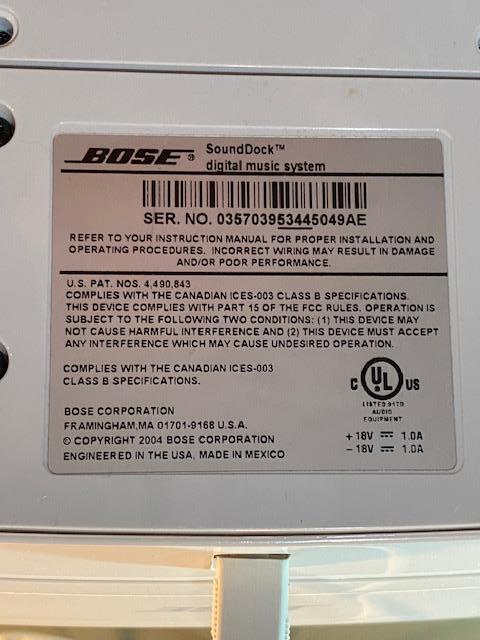 BOSE® SoundDock™
digital music system
SER. NO. 035703953445049AE
REFER TO YOUR INSTRUCTION MANUAL FOR PROPER INSTALLATION AND
OPERATING PROCEDURES. INCORRECT WIRING MAY RESULT IN DAMAGE
AND/OR POOR PERFORMANCE.
U.S. PAT. NOS. 4,490,843
COMPLIES WITH THE CANADIAN ICES-003 CLASS B SPECIFICATIONS.
THIS DEVICE COMPLIES WITH PART 15 OF THE FCC RULES. OPERATION IS
SUBJECT TO THE FOLLOWING TWO CONDITIONS: (1) THIS DEVICE MAY
NOT CAUSE HARMFUL INTERFERENCE AND (2) THIS DEVICE MUST ACCEPT
ANY INTERFERENCE WHICH MAY CAUSE UNDESIRED OPERATION.
COMPLIES WITH THE CANADIAN ICES-003
CLASS B SPECIFICATIONS.
C UL US
LISTED 917D
AUDIO
EQUIPMENT
BOSE CORPORATION
FRAMINGHAM,MA 01701-9168 U.S.A.
© COPYRIGHT 2004 BOSE CORPORATION
ENGINEERED IN THE USA, MADE IN MEXICO
+ 18V 1.0A
− 18V 1.0A